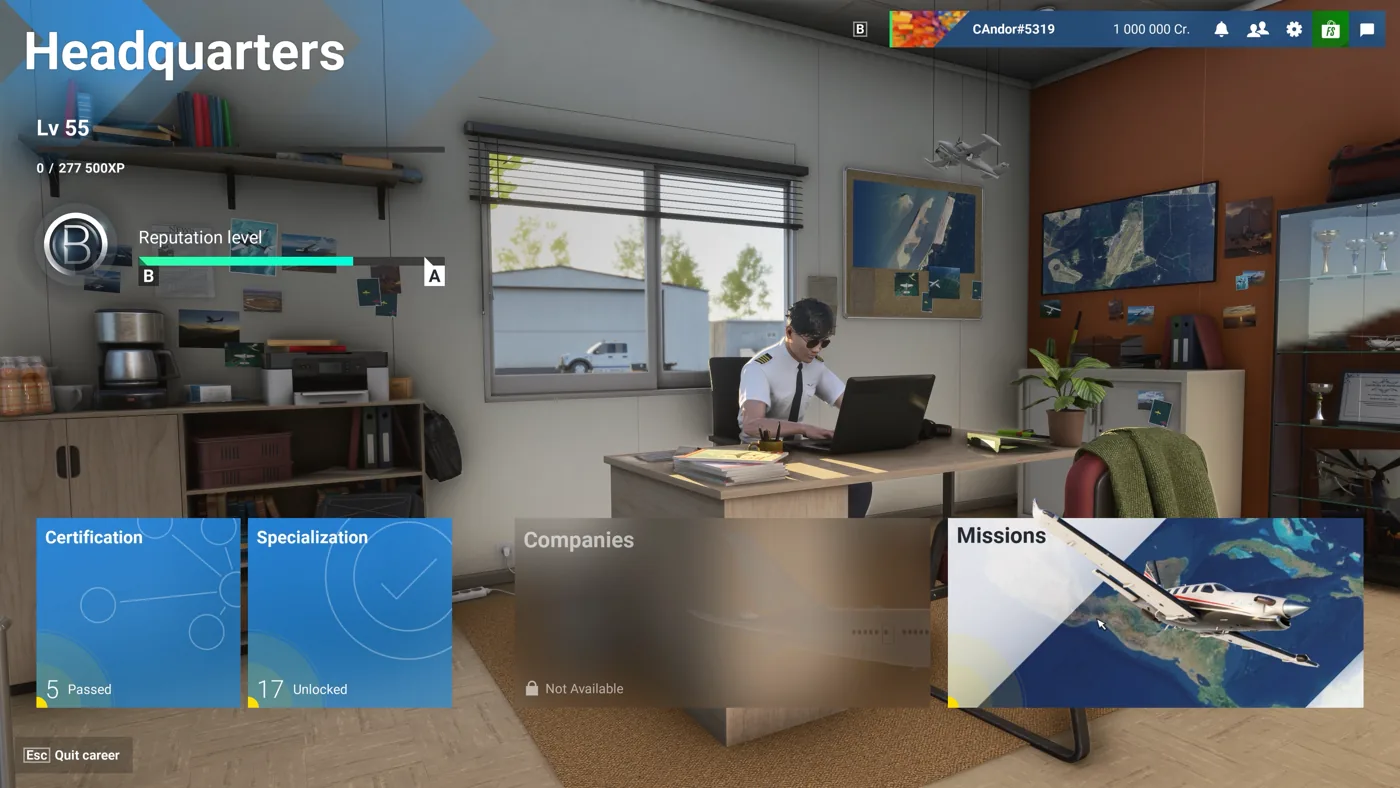 Headquarters
B
CAndor#5319
1 000 000 Cr.
FS
Lv 55
0 / 277 500XP
B
Reputation level
B
A
Certification
5 Passed
Specialization
17 Unlocked
Companies
Not Available
Missions
Esc Quit career